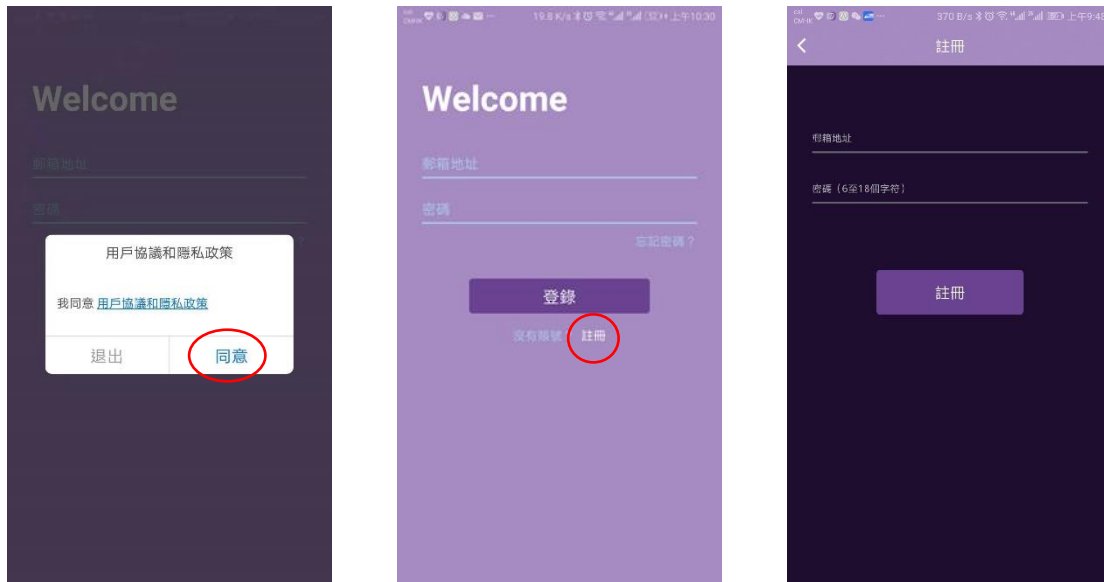 Welcome
郵箱地址
密碼
用戶協議和隱私政策
我同意 用戶協議和隱私政策
退出
同意
19.8 K/s
上午10:30
Welcome
郵箱地址
密碼
忘記密碼？
登錄
沒有賬號？ 註冊
370 B/s
上午9:48
註冊
郵箱地址
密碼（6至18個字符）
註冊